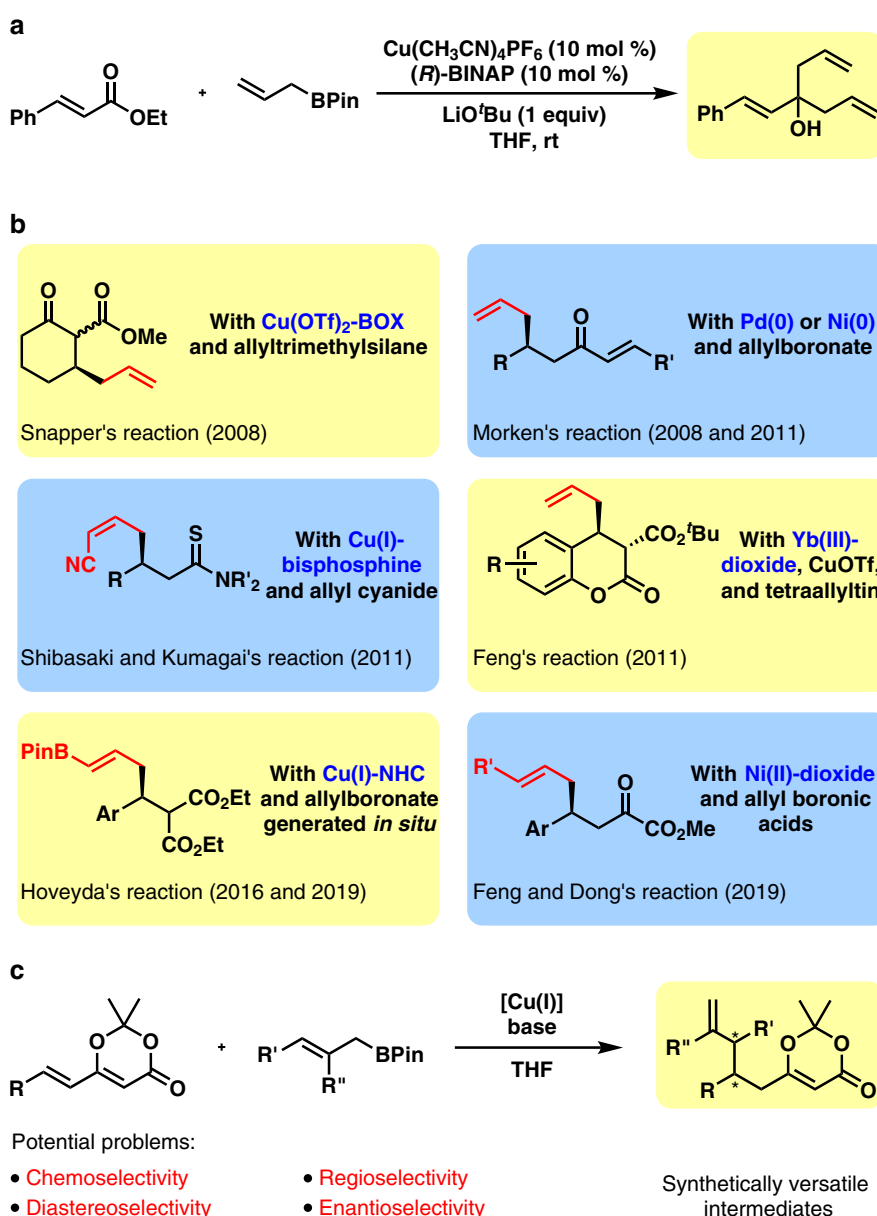 a
Ph
O
OEt
+
BPin
Cu(CH3CN)4PF6 (10 mol %)
(R)-BINAP (10 mol %)
LiOtBu (1 equiv)
THF, rt
Ph
OH
b
O
O
OMe
With Cu(OTf)2-BOX
and allyltrimethylsilane
Snapper's reaction (2008)
R
O
R'
With Pd(0) or Ni(0)
and allylboronate
Morken's reaction (2008 and 2011)
NC
R
S
NR'2
With Cu(I)-
bisphosphine
and allyl cyanide
Shibasaki and Kumagai's reaction (2011)
R
CO2tBu
O
O
With Yb(III)-
dioxide, CuOTf,
and tetraallyltin
Feng's reaction (2011)
PinB
Ar
CO2Et
CO2Et
With Cu(I)-NHC
and allylboronate
generated in situ
Hoveyda's reaction (2016 and 2019)
R'
Ar
O
CO2Me
With Ni(II)-dioxide
and allyl boronic
acids
Feng and Dong's reaction (2019)
c
R
O
O
O
+
R'
R''
BPin
[Cu(I)]
base
THF
R''
*
R'
R
*
O
O
O
Potential problems:
• Chemoselectivity
• Regioselectivity
• Diastereoselectivity
• Enantioselectivity
Synthetically versatile
intermediates